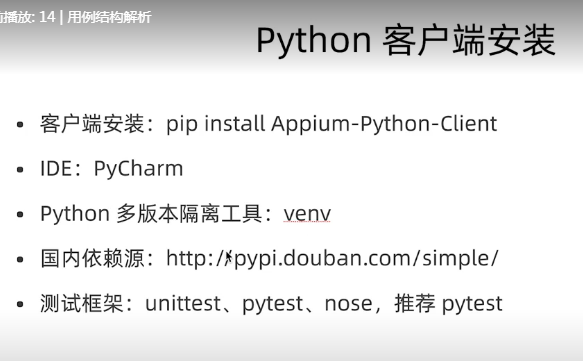 播放: 14 | 用例结构解析
Python 客户端安装
• 客户端安装：pip install Appium-Python-Client
• IDE：PyCharm
• Python 多版本隔离工具：venv
• 国内依赖源：http://pypi.douban.com/simple/
• 测试框架：unittest、pytest、nose，推荐 pytest